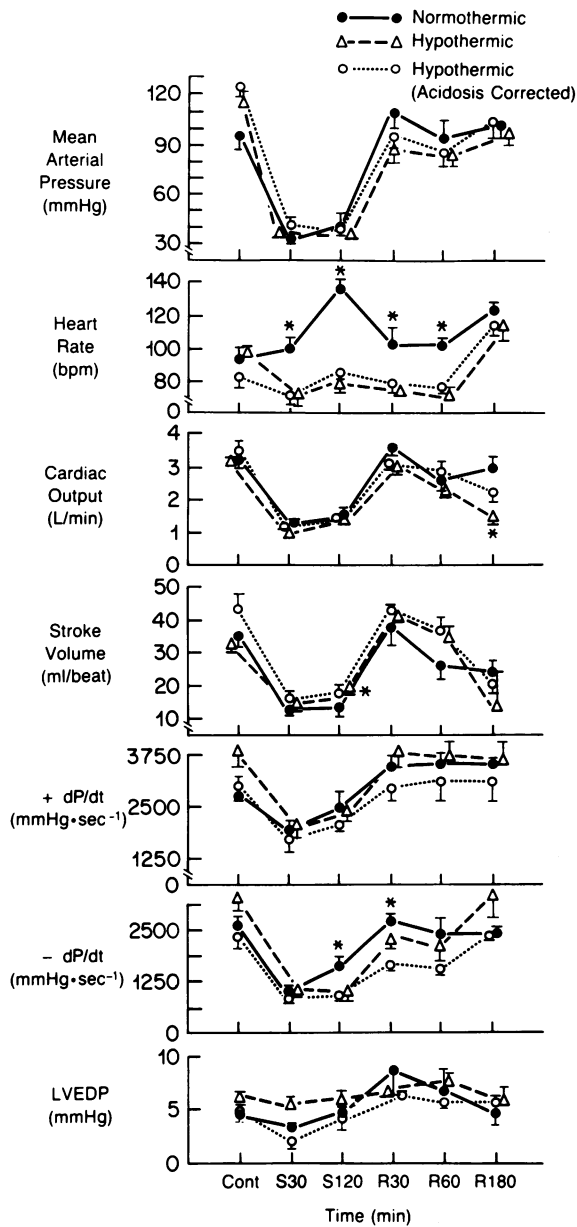 Normothermic
Hypothermic
Hypothermic
(Acidosis Corrected)
Mean
Arterial
Pressure
(mmHg)
120
90
60
30
Heart
Rate
(bpm)
140
120
100
80
0
*
*
*
*
Cardiac
Output
(L/min)
4
3
2
1
0
*
Stroke
Volume
(ml/beat)
50
40
30
20
10
*
+ dP/dt
(mmHg•sec⁻¹)
3750
2500
1250
0
- dP/dt
(mmHg•sec⁻¹)
2500
1250
0
*
*
LVEDP
(mmHg)
10
5
0
Cont S30 S120 R30 R60 R180
Time (min)